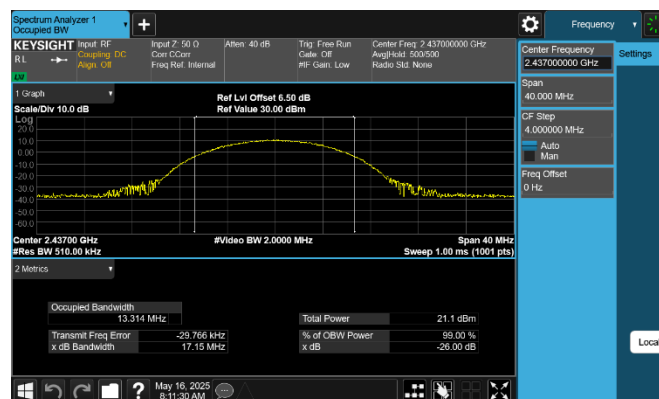 Spectrum Analyzer 1
Occupied BW
+
Frequency
KEYSIGHT
RL
LV
Input: RF
Coupling: DC
Align: Off
Input Z: 50 Ω
Corr CCorr
Freq Ref: Internal
Atten: 40 dB
Trig: Free Run
Gate: Off
#IF Gain: Low
Center Freq: 2.437000000 GHz
Avg|Hold: 500/500
Radio Std: None
Center Frequency
2.437000000 GHz
Settings
Span
40.000 MHz
CF Step
4.000000 MHz
Auto
Man
Freq Offset
0 Hz
Local
1 Graph
Scale/Div 10.0 dB
Ref Lvl Offset 6.50 dB
Ref Value 30.00 dBm
Log
20.0
10.0
0.00
-10.0
-20.0
-30.0
-40.0
-50.0
-60.0
Center 2.43700 GHz
#Video BW 2.0000 MHz
Span 40 MHz
#Res BW 510.00 kHz
Sweep 1.00 ms (1001 pts)
2 Metrics
Occupied Bandwidth
13.314 MHz
Total Power 21.1 dBm
Transmit Freq Error -29.766 kHz
% of OBW Power 99.00 %
x dB Bandwidth 17.15 MHz
x dB -26.00 dB
?
May 16, 2025
8:11:30 AM